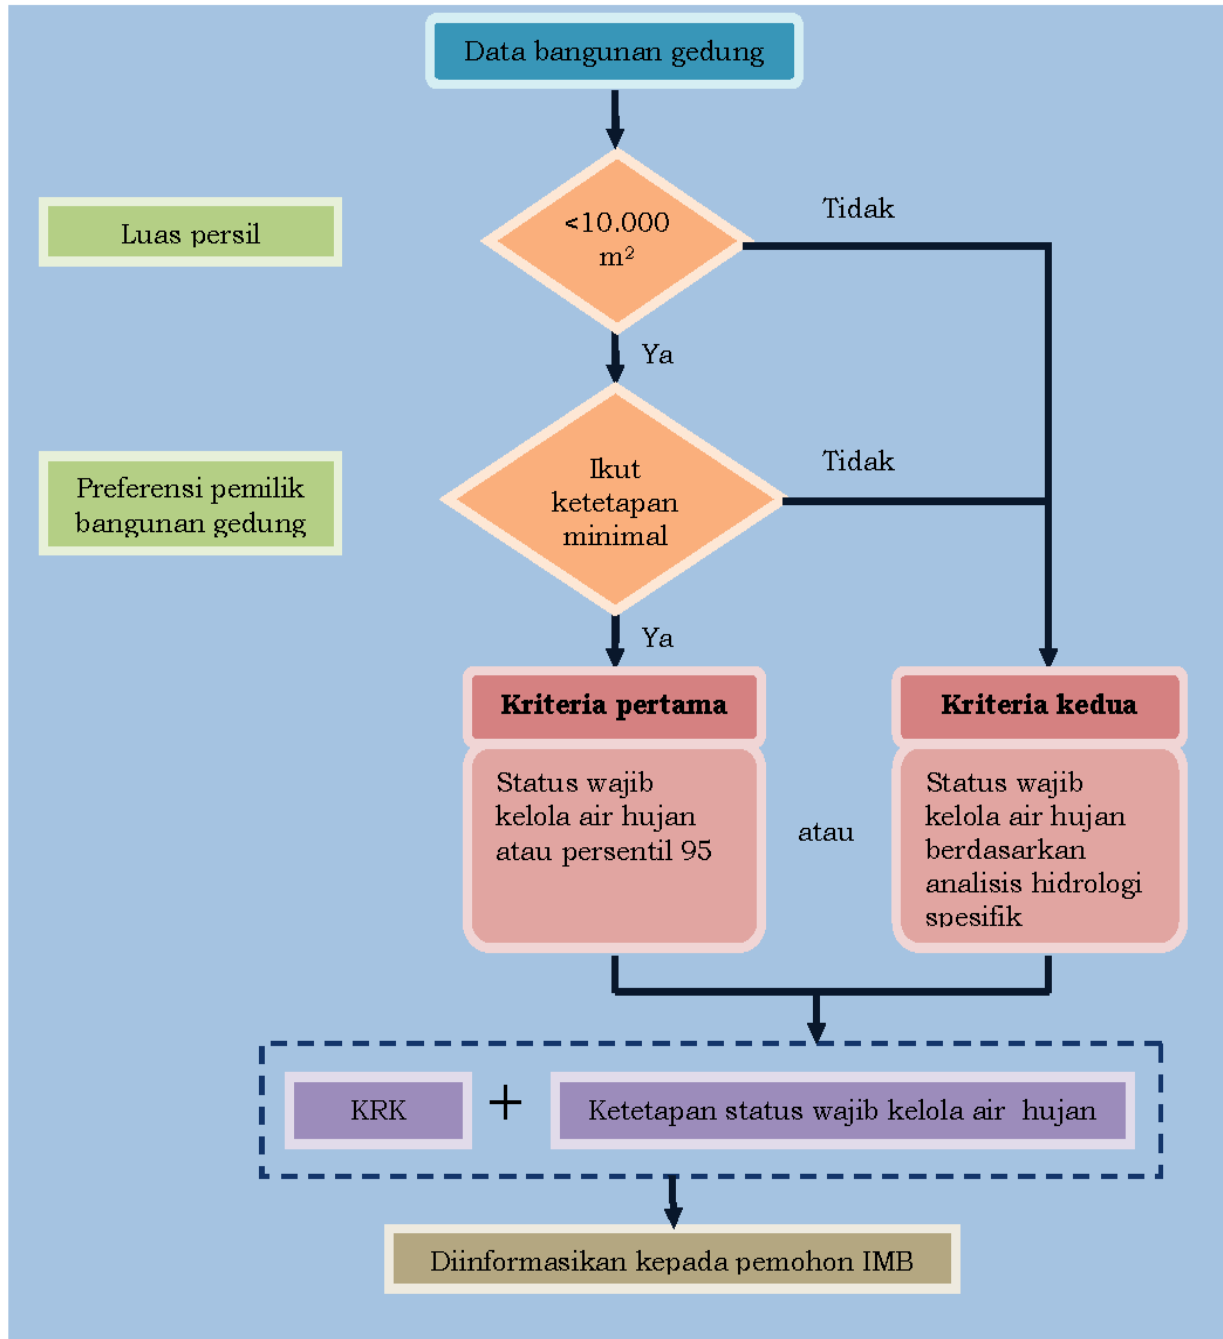 Data bangunan gedung
Luas persil
<10.000
m²
Tidak
Ya
Preferensi pemilik
bangunan gedung
Ikut
ketetapan
minimal
Tidak
Ya
Kriteria pertama
Status wajib
kelola air hujan
atau persentil 95
atau
Kriteria kedua
Status wajib
kelola air hujan
berdasarkan
analisis hidrologi
spesifik
KRK
+
Ketetapan status wajib kelola air hujan
Diinformasikan kepada pemohon IMB